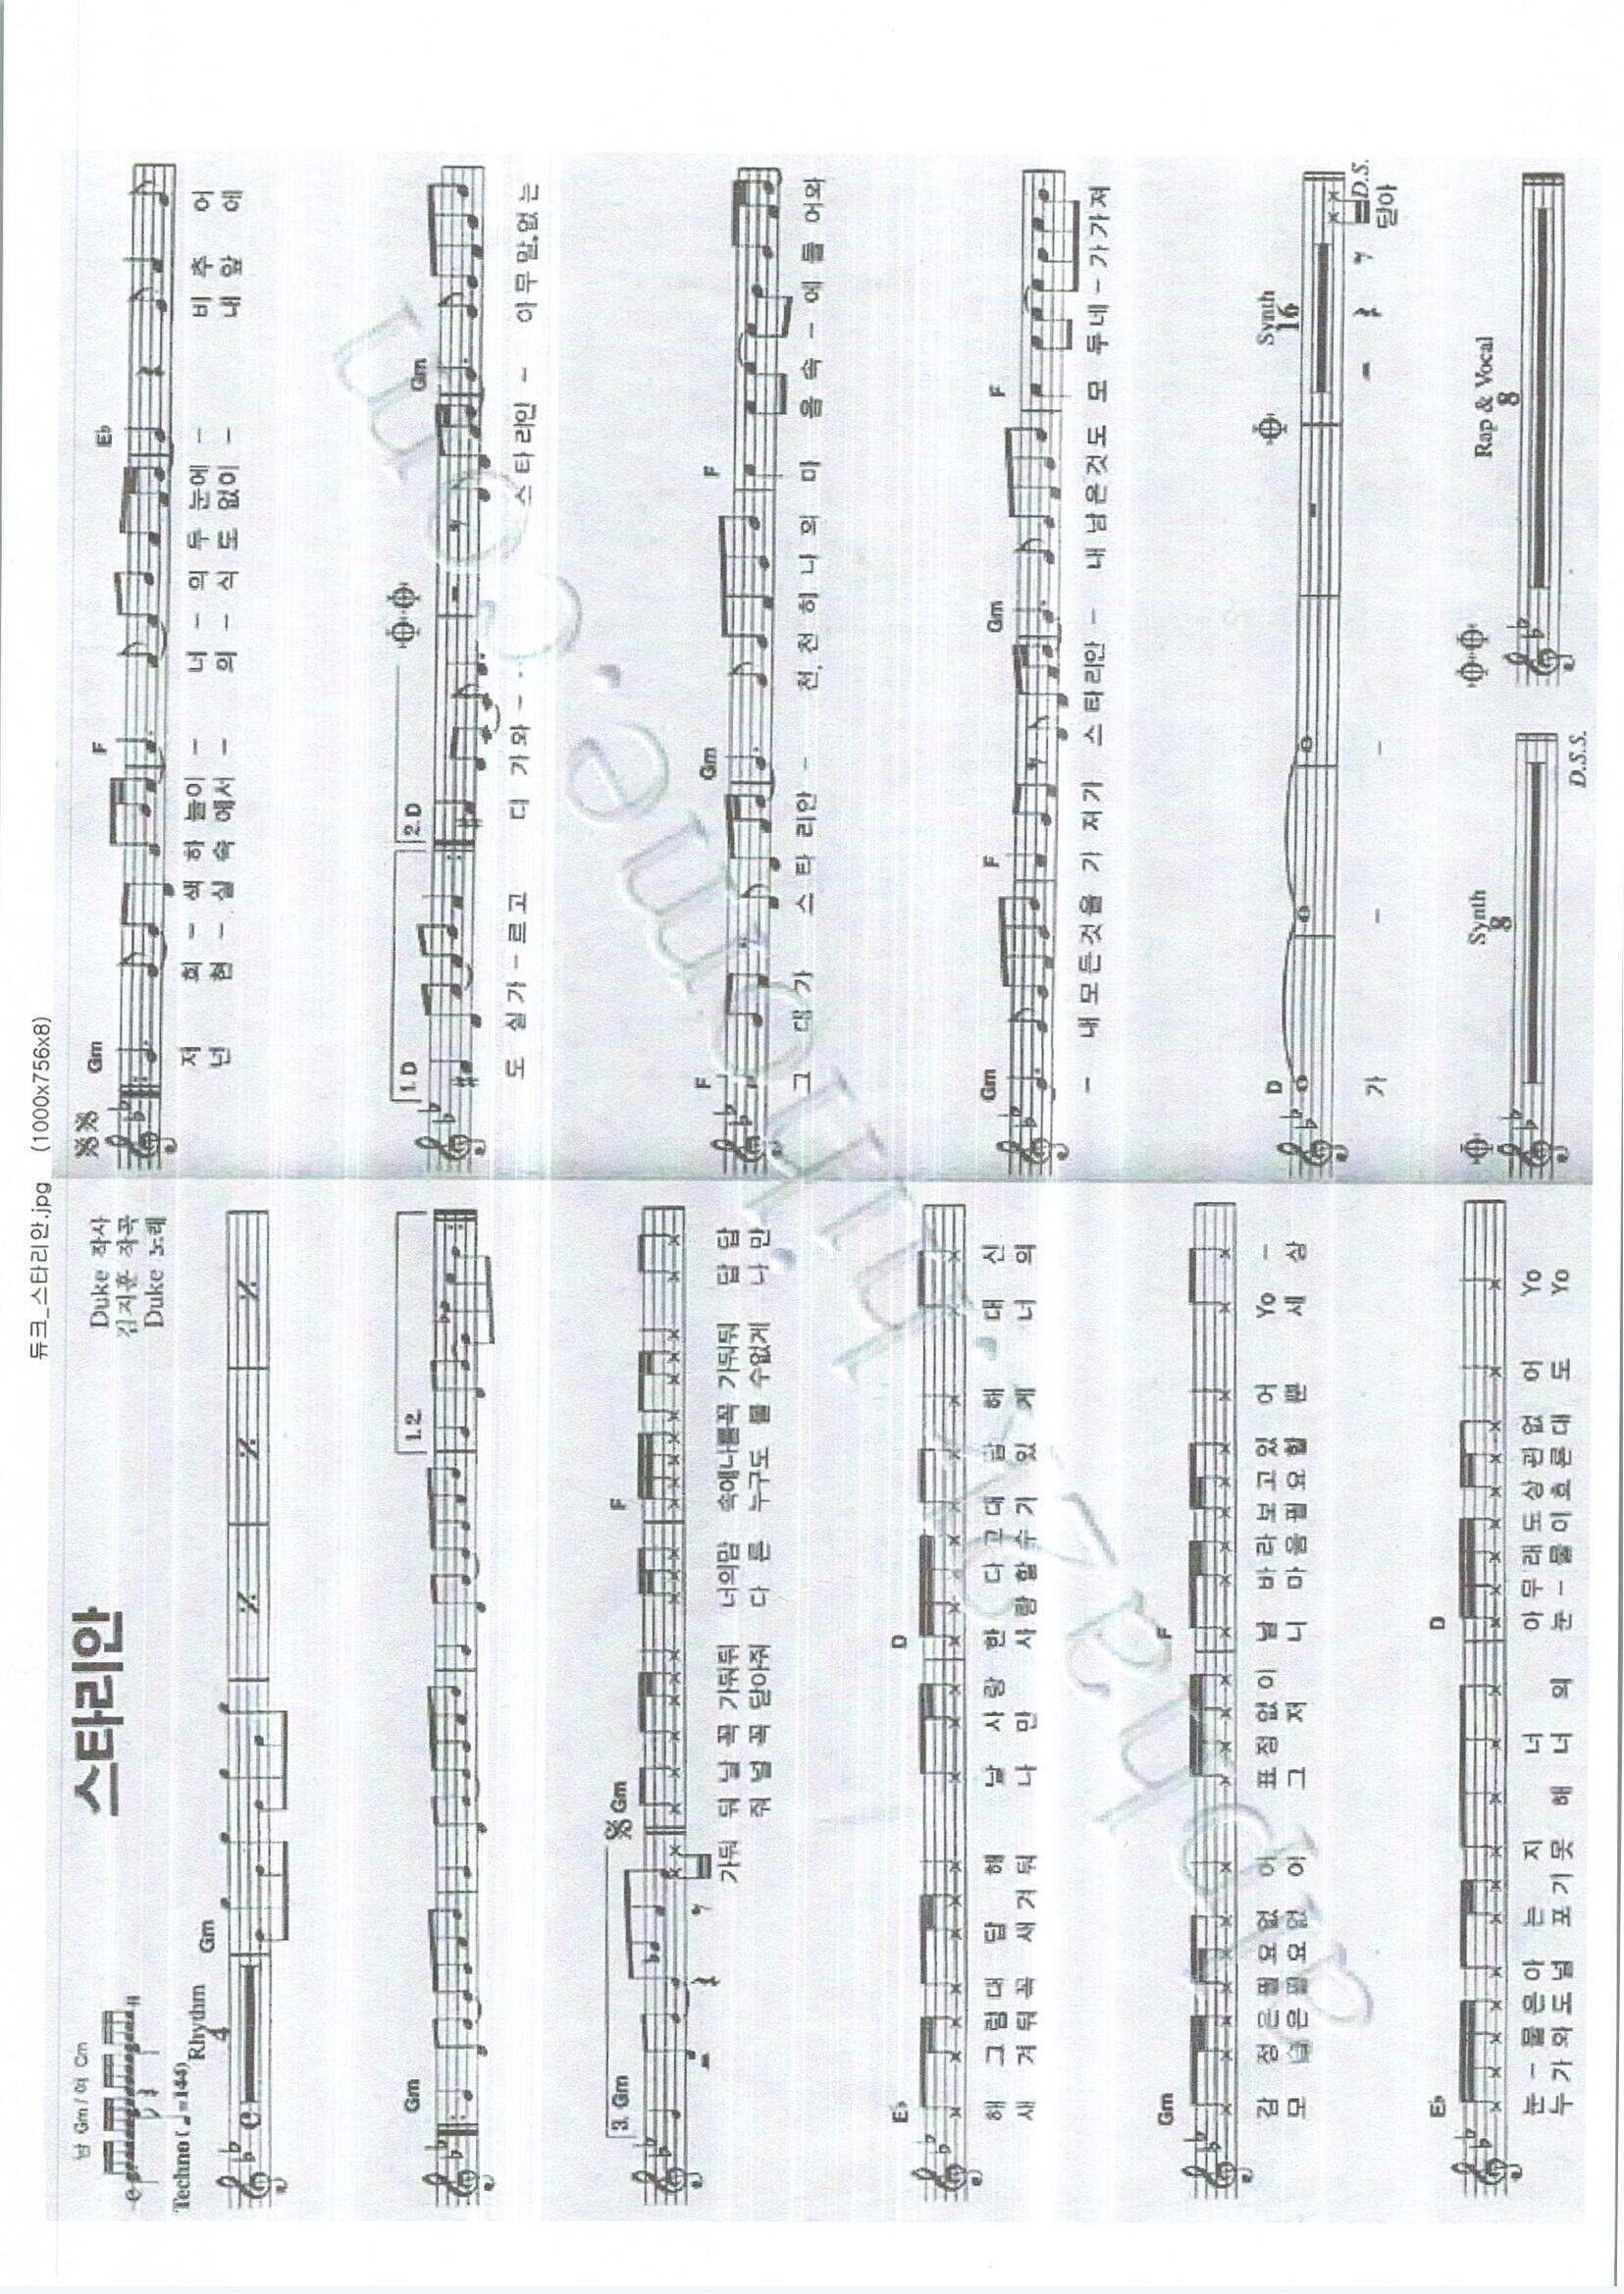 듀크_스타리안.jpg (1000x756x8)
남 Gm / 여 Cm
스타리안
Duke 작사
김지훈 작곡
Duke 노래
Techno (♩=144)
Rhythm
4
Gm
Gm
1.2.
3. Gm
Gm F
가둬 둬 날 꼭 가둬둬 너의맘 속에나를꼭 가둬둬 답 답
줘 널 꼭 닫아줘 다 른 누구도 볼 수없게 나 만
E♭ D
해 그럼 대 답 해 날 사 랑 한 다 고 대 답 해 대 신
새 겨 둬 꼭 새 겨 둬 나 만 사 랑 할 수 기 있 게 너 의
Gm F
감 정 은 필 요 없 어 표 정 없 이 날 바 라 보 고 있 어 Yo -
모 습 은 필 요 없 어 그 저 니 마 음 필 요 할 뿐 세 상
E♭ D
눈 - 물 은 아 는 지 너 아 무 래 도 상 관 없 어 Yo
누 가 와 도 널 포 기 못 해 너 의 눈 - 물 이 흐 른 대 도 Yo
Gm F E♭
저 회 - 색 하 늘이 - 너 - 의 두 눈에 - 비 추 어
넌 현 - 실 속 에서 - 의 - 식 도 없이 - 내 앞 에
1. D 2. D Gm
도 실 가 - 르 고 디 가 와 - 스 타 리안 - 아 무 말 없 는
F Gm F
그 대 가 스 타 리안 - 천 천 히 나 의 마 음 속 - 에 들 어와
Gm F Gm F
- 내 모 든 것 을 가 져 가 스 타 리안 - 내 남 은 것 도 모 두 네 - 가 가 져
D Synth
16
가 - -
D.S.
닫아
Synth
8
D.S.S.
Rap & Vocal
8
alpha2k.hihome.com